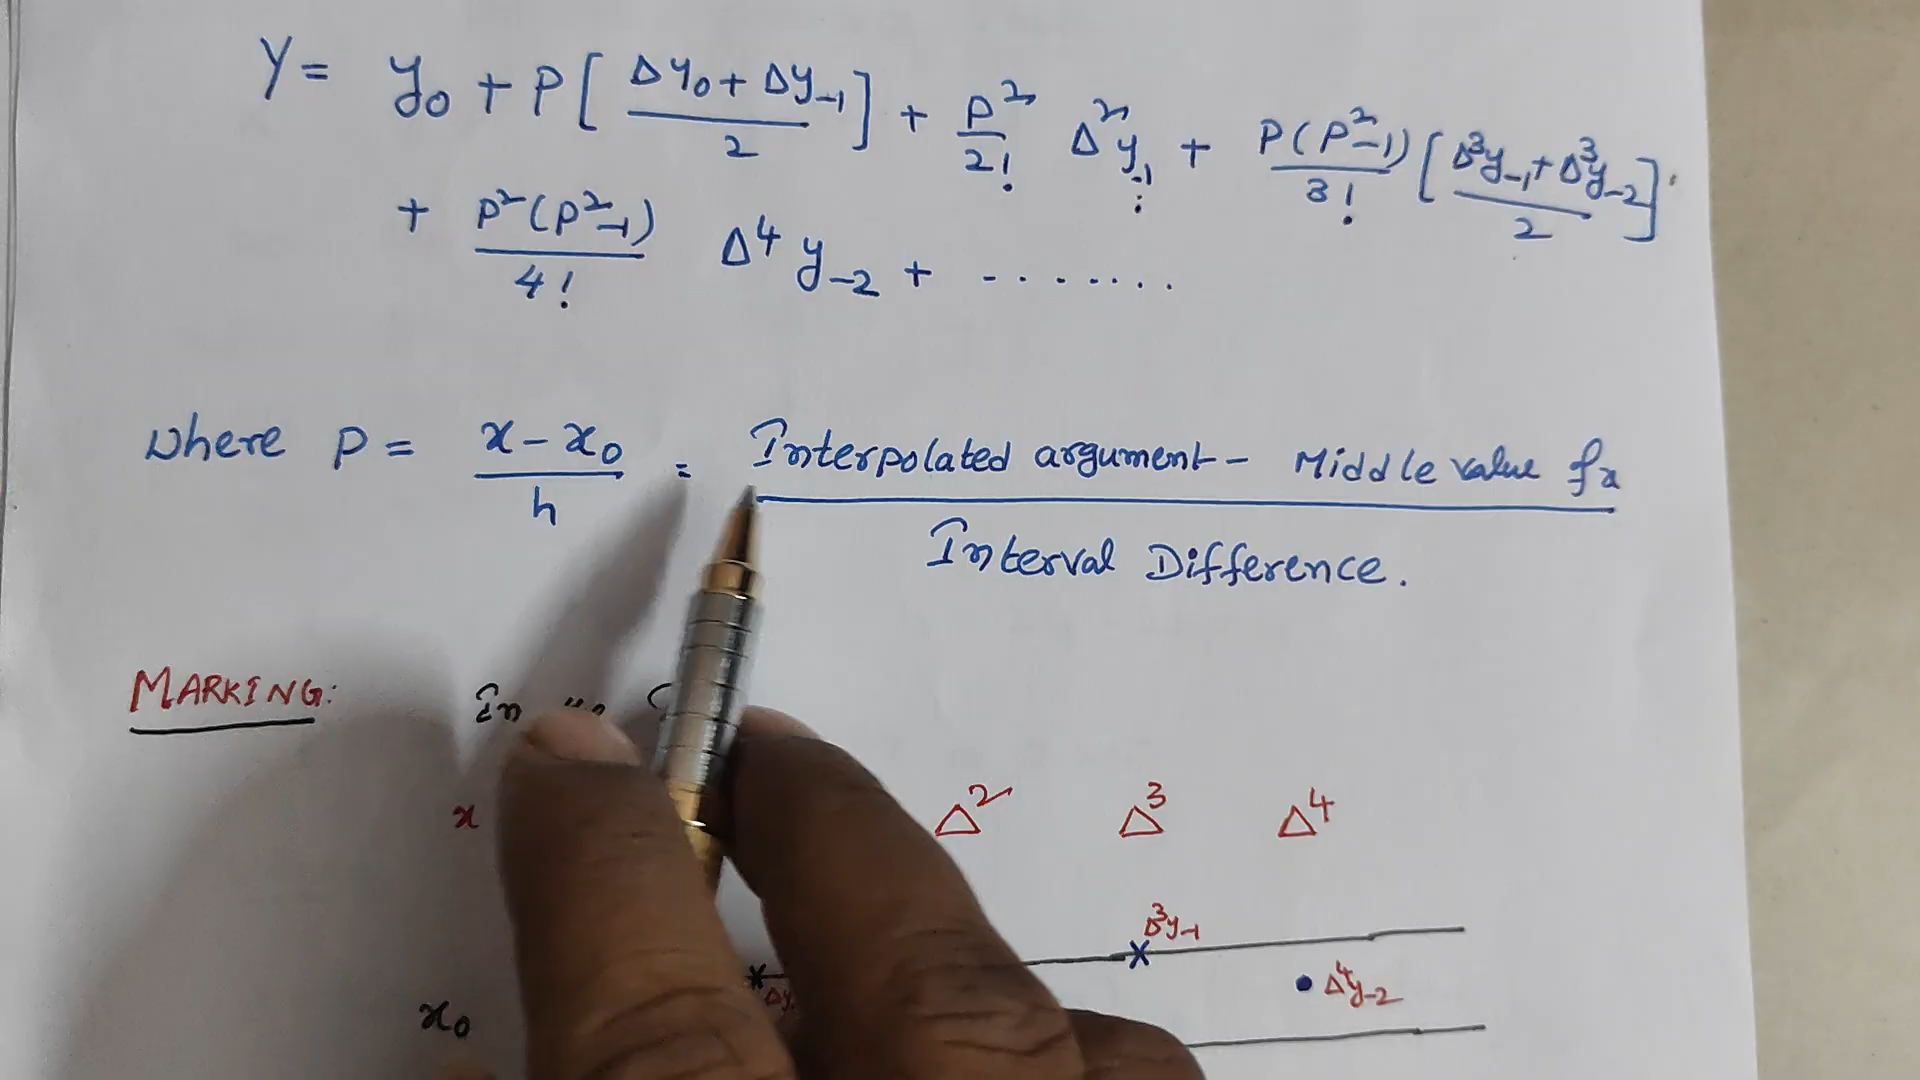 Y = y₀ + P[(Δy₀ + Δy₋₁)/2] + P²/2! Δ²y₋₁ + P(P²-1)/3! [(Δ³y₋₁ + Δ³y₋₂)/2]
+ P²(P²-1)/4! Δ⁴y₋₂ + ........
where P = (x - x₀)/h = Interpolated argument - Middle value of x / Interval Difference.
MARKING: In
x Δ² Δ³ Δ⁴
Δ³y₋₁
Δy
Δ⁴y₋₂
x₀